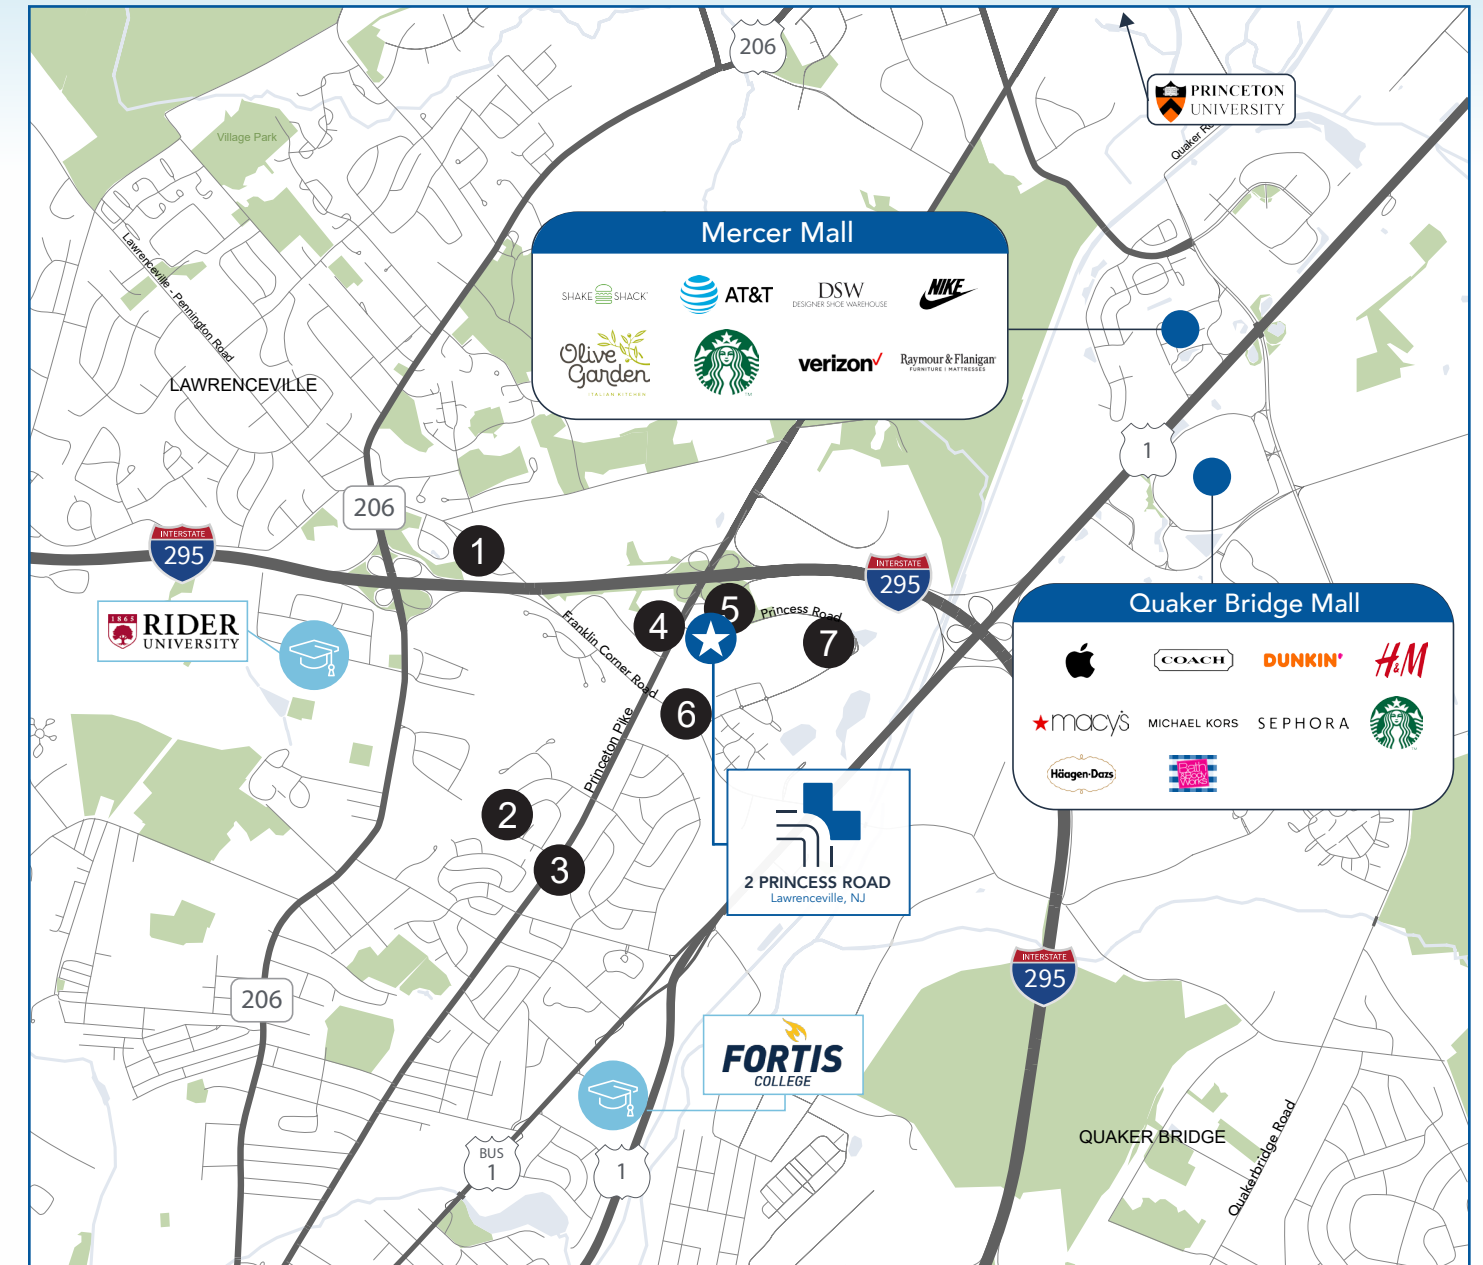 206
PRINCETON
UNIVERSITY
Quaker R
Village Park
Lawrenceville - Pennington Road
LAWRENCEVILLE
Mercer Mall
SHAKE SHACK
AT&T
DSW
DESIGNER SHOE WAREHOUSE
NIKE
Olive
Garden
ITALIAN KITCHEN
TM
verizon
Raymour & Flanigan
FURNITURE | MATTRESSES
1
206
INTERSTATE
295
1
INTERSTATE
295
Quaker Bridge Mall
COACH
DUNKIN'
H&M
macy's
MICHAEL KORS
SEPHORA
TM
Häagen-Dazs
Bath
& Body
Works
1865
RIDER
UNIVERSITY
Franklin Corner Road
4
5
Princess Road
7
6
Princeton Pike
2
3
2 PRINCESS ROAD
Lawrenceville, NJ
206
INTERSTATE
295
FORTIS
COLLEGE
BUS
1
1
QUAKER BRIDGE
Quakerbridge Road